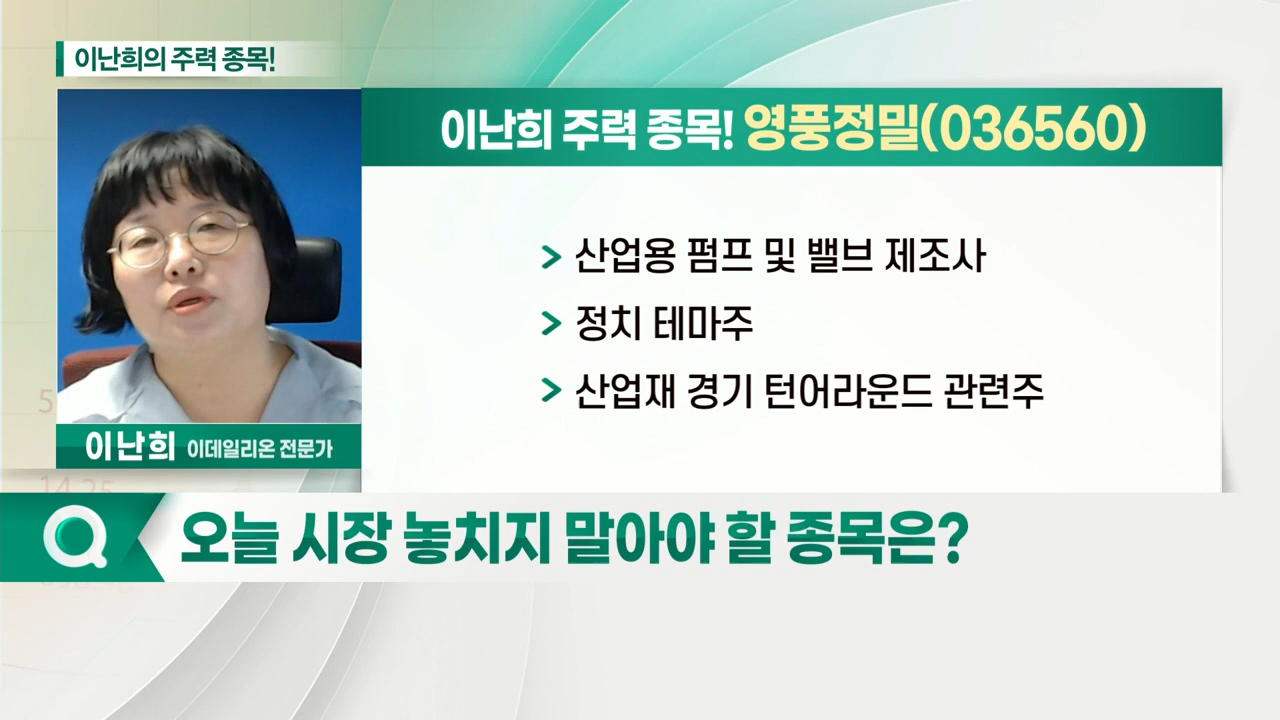 이난희의 주력 종목!
이난희 주력 종목! 영풍정밀(036560)
> 산업용 펌프 및 밸브 제조사
> 정치 테마주
> 산업재 경기 턴어라운드 관련주
이난희 이데일리온 전문가
Q 오늘 시장 놓치지 말아야 할 종목은?